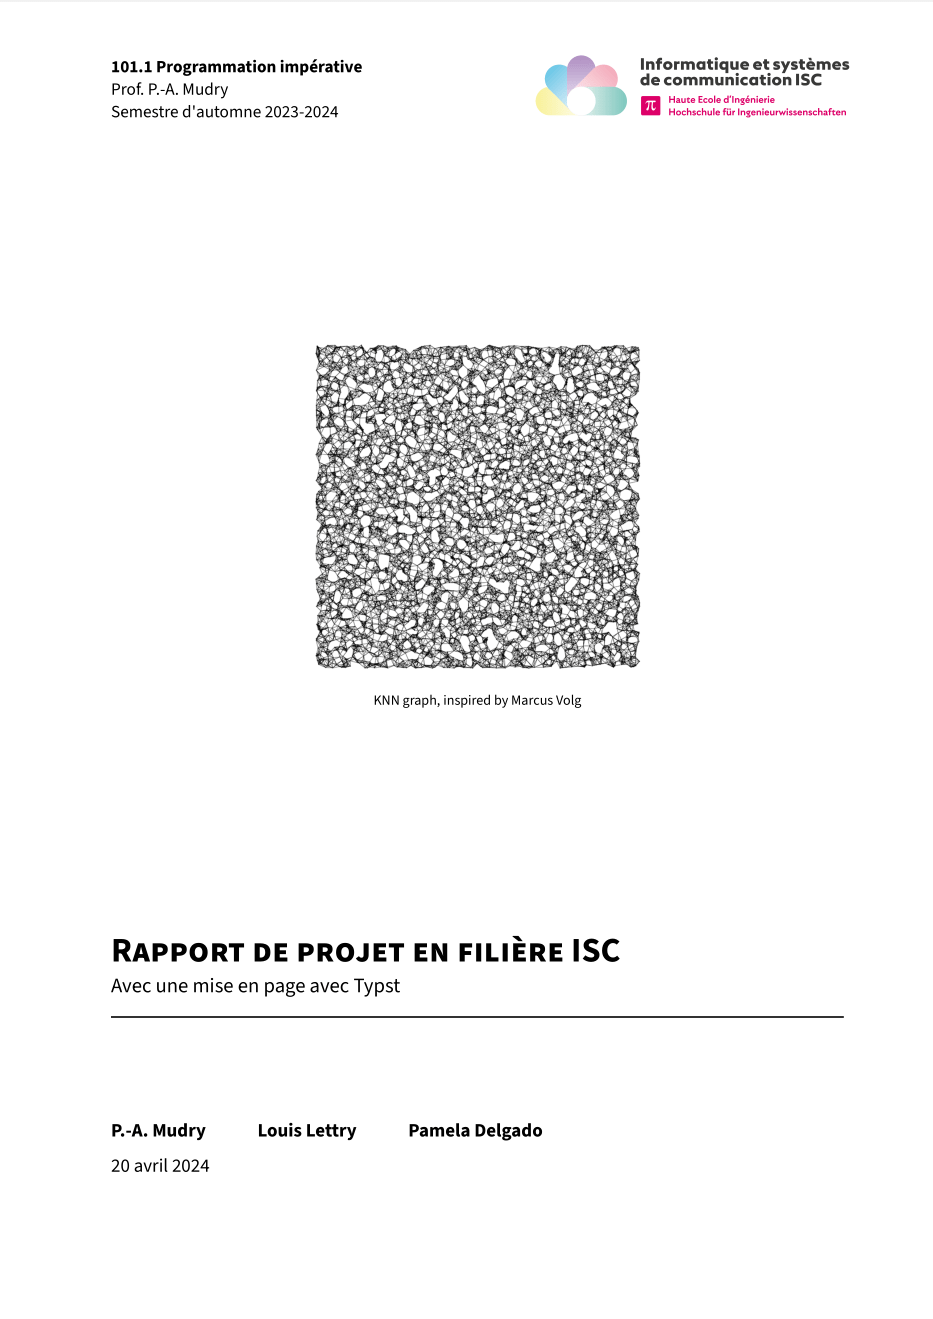 101.1 Programmation impérative
Prof. P.-A. Mudry
Semestre d'automne 2023-2024
Informatique et systèmes
de communication ISC
π
Haute Ecole d'Ingénierie
Hochschule für Ingenieurwissenschaften
KNN graph, inspired by Marcus Volg
Rapport de projet en filière ISC
Avec une mise en page avec Typst
P.-A. Mudry Louis Lettry Pamela Delgado
20 avril 2024